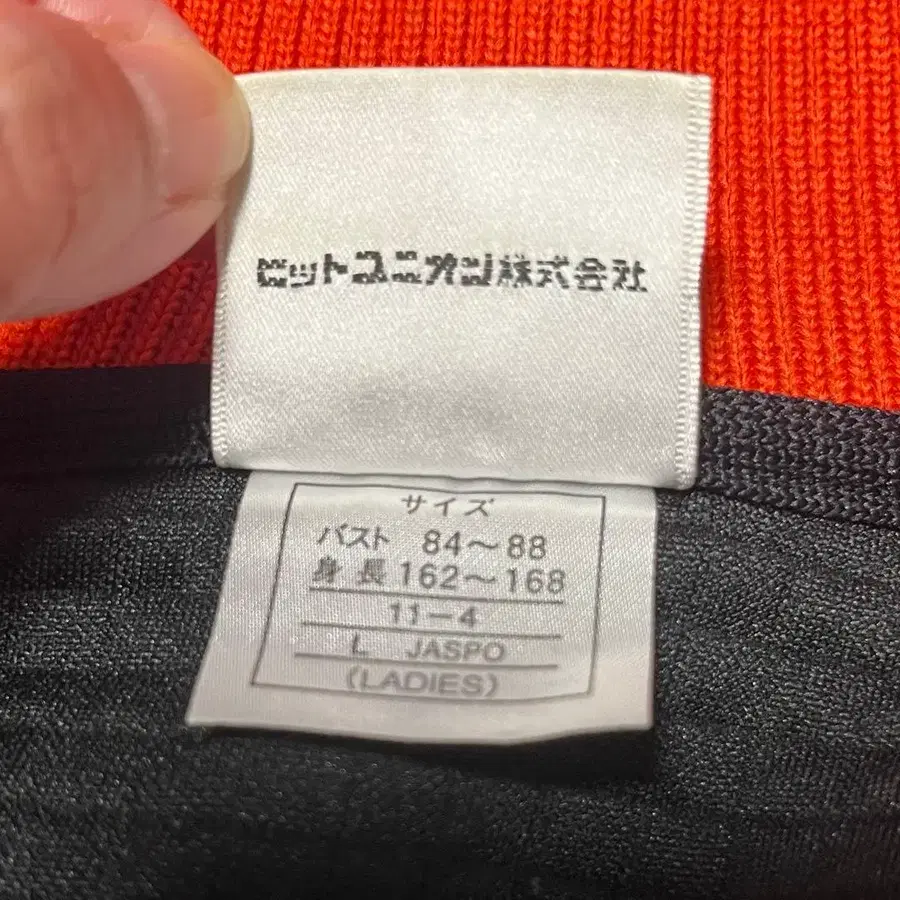 ヒットユニオン株式会社
サイズ
バスト 84～88
身長 162～168
11-4
L JASPO
(LADIES)